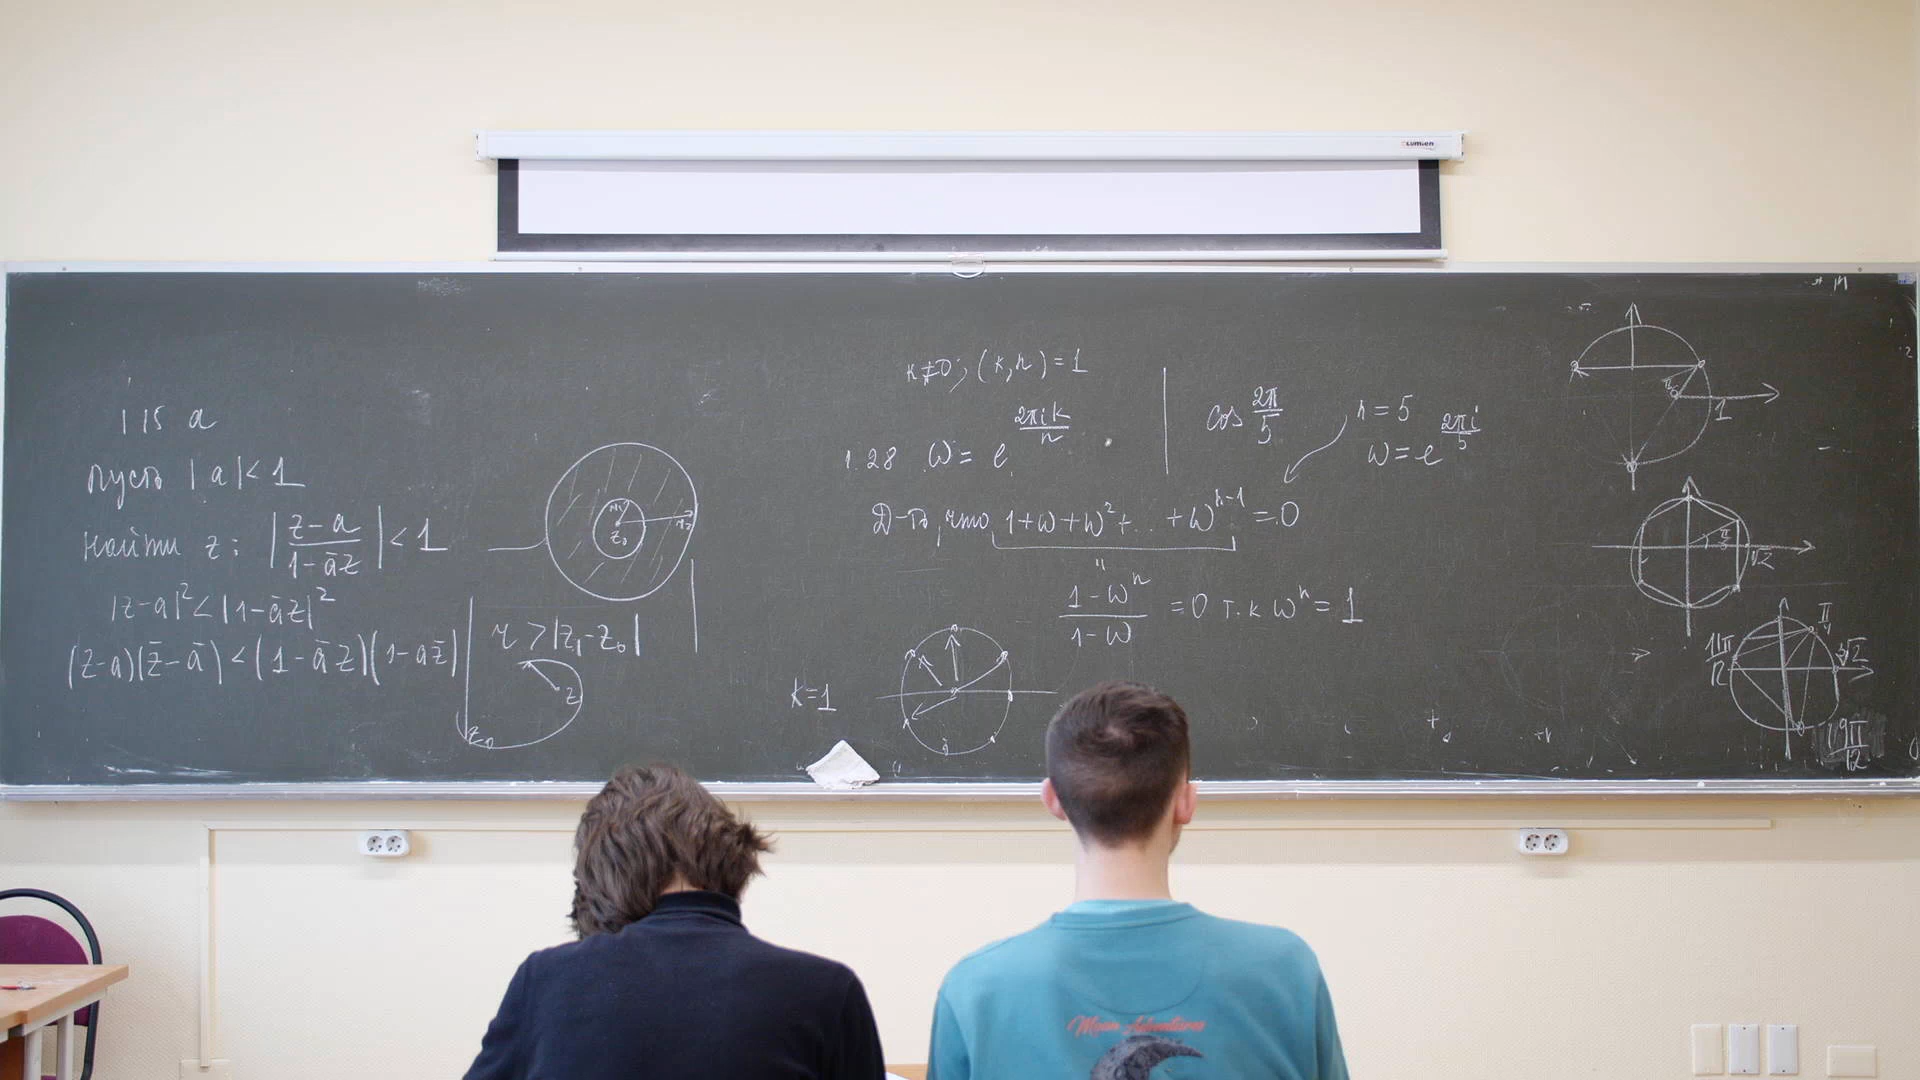 Lumien
115 a
пусть |a| < 1
найти z: |z-a / 1-āz| < 1
|z-a|² < |1-āz|²
(z-a)(z̄-ā) < (1-āz)(1-az̄)
z₀
r > |z₁-z₀|
z
z₀
k≠0; (k,n)=1
1.28 ω = e^(2πik/n)
Д-ть, что 1+ω+ω²+...+ω^(n-1) = 0
"
1-ωⁿ / 1-ω = 0 т.к ωⁿ = 1
k=1
cos 2π/5
n = 5
ω = e^(2πi/5)
1
√2
π/4
11π/12
19π/12
Moon Adventures